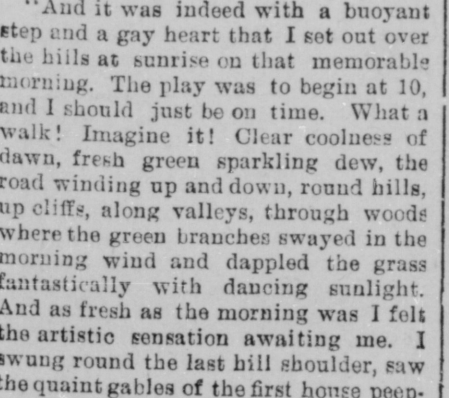 "And it was indeed with a buoyant
step and a gay heart that I set out over
the hills at sunrise on that memorable
morning. The play was to begin at 10,
and I should just be on time. What a
walk! Imagine it! Clear coolness of
dawn, fresh green sparkling dew, the
road winding up and down, round hills,
up cliffs, along valleys, through woods
where the green branches swayed in the
morning wind and dappled the grass
fantastically with dancing sunlight.
And as fresh as the morning was I felt
the artistic sensation awaiting me. I
swung round the last hill shoulder, saw
the quaint gables of the first house peep-